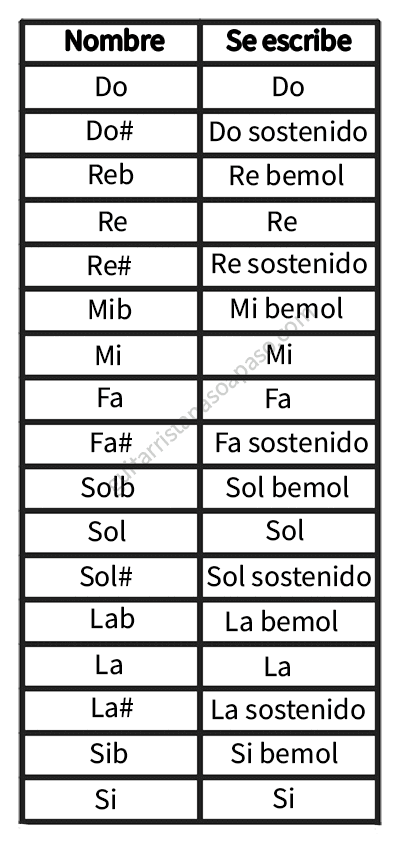 Nombre Se escribe
Do Do
Do# Do sostenido
Reb Re bemol
Re Re
Re# Re sostenido
Mib Mi bemol
Mi Mi
Fa Fa
Fa# Fa sostenido
Solb Sol bemol
Sol Sol
Sol# Sol sostenido
Lab La bemol
La La
La# La sostenido
Sib Si bemol
Si Si
guitarristapasoapaso.com